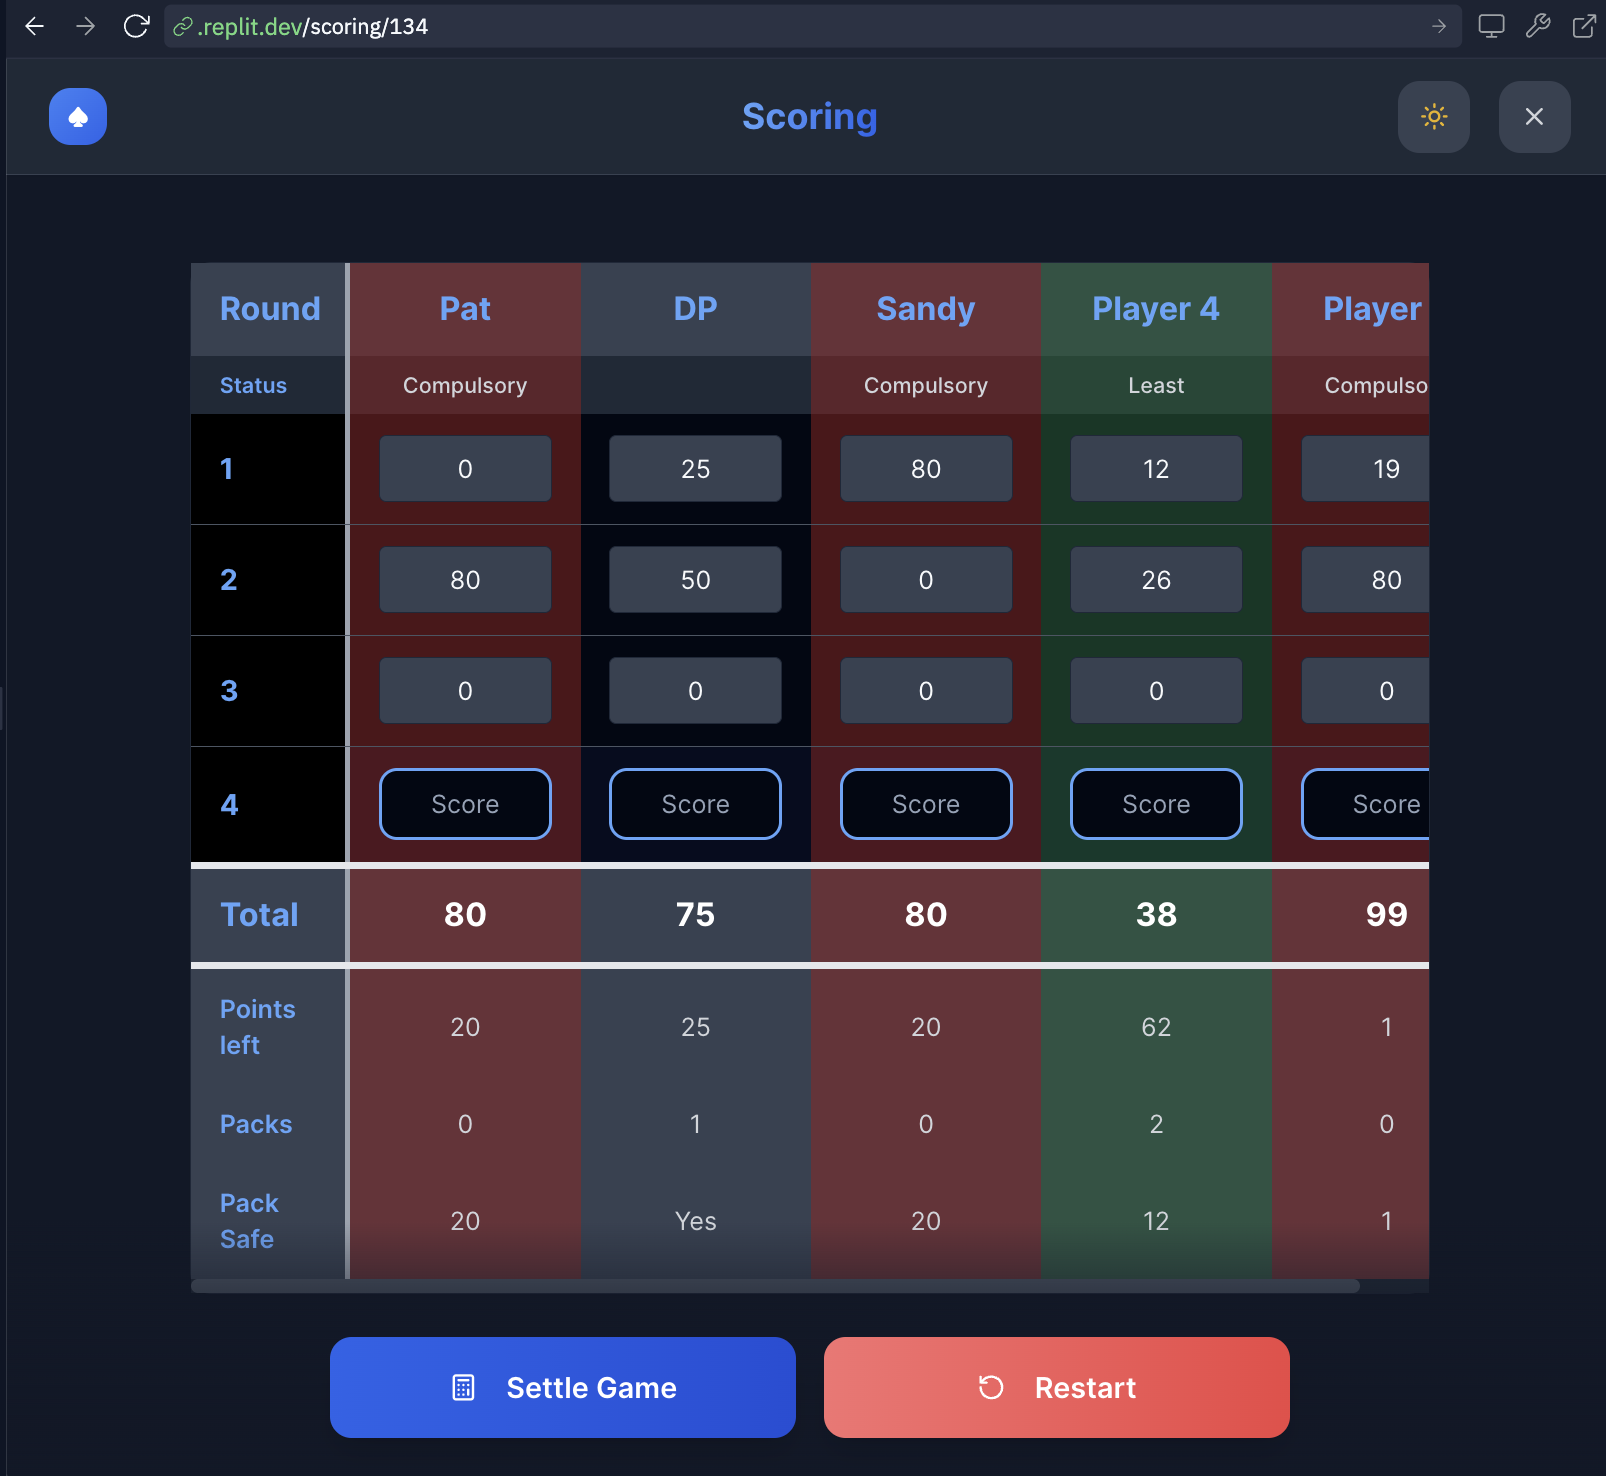 .replit.dev/scoring/134
Scoring
Round Pat DP Sandy Player 4 Player
Status Compulsory Compulsory Least Compulso
1 0 25 80 12 19
2 80 50 0 26 80
3 0 0 0 0 0
4 Score Score Score Score Score
Total 80 75 80 38 99
Points
left 20 25 20 62 1
Packs 0 1 0 2 0
Pack
Safe 20 Yes 20 12 1
Settle Game Restart